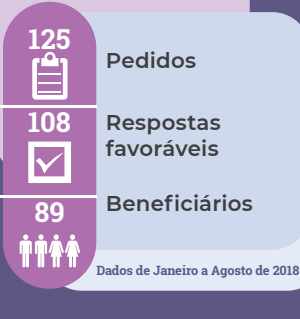 125
Pedidos
108
Respostas
favoráveis
89
Beneficiários
Dados de Janeiro a Agosto de 2018